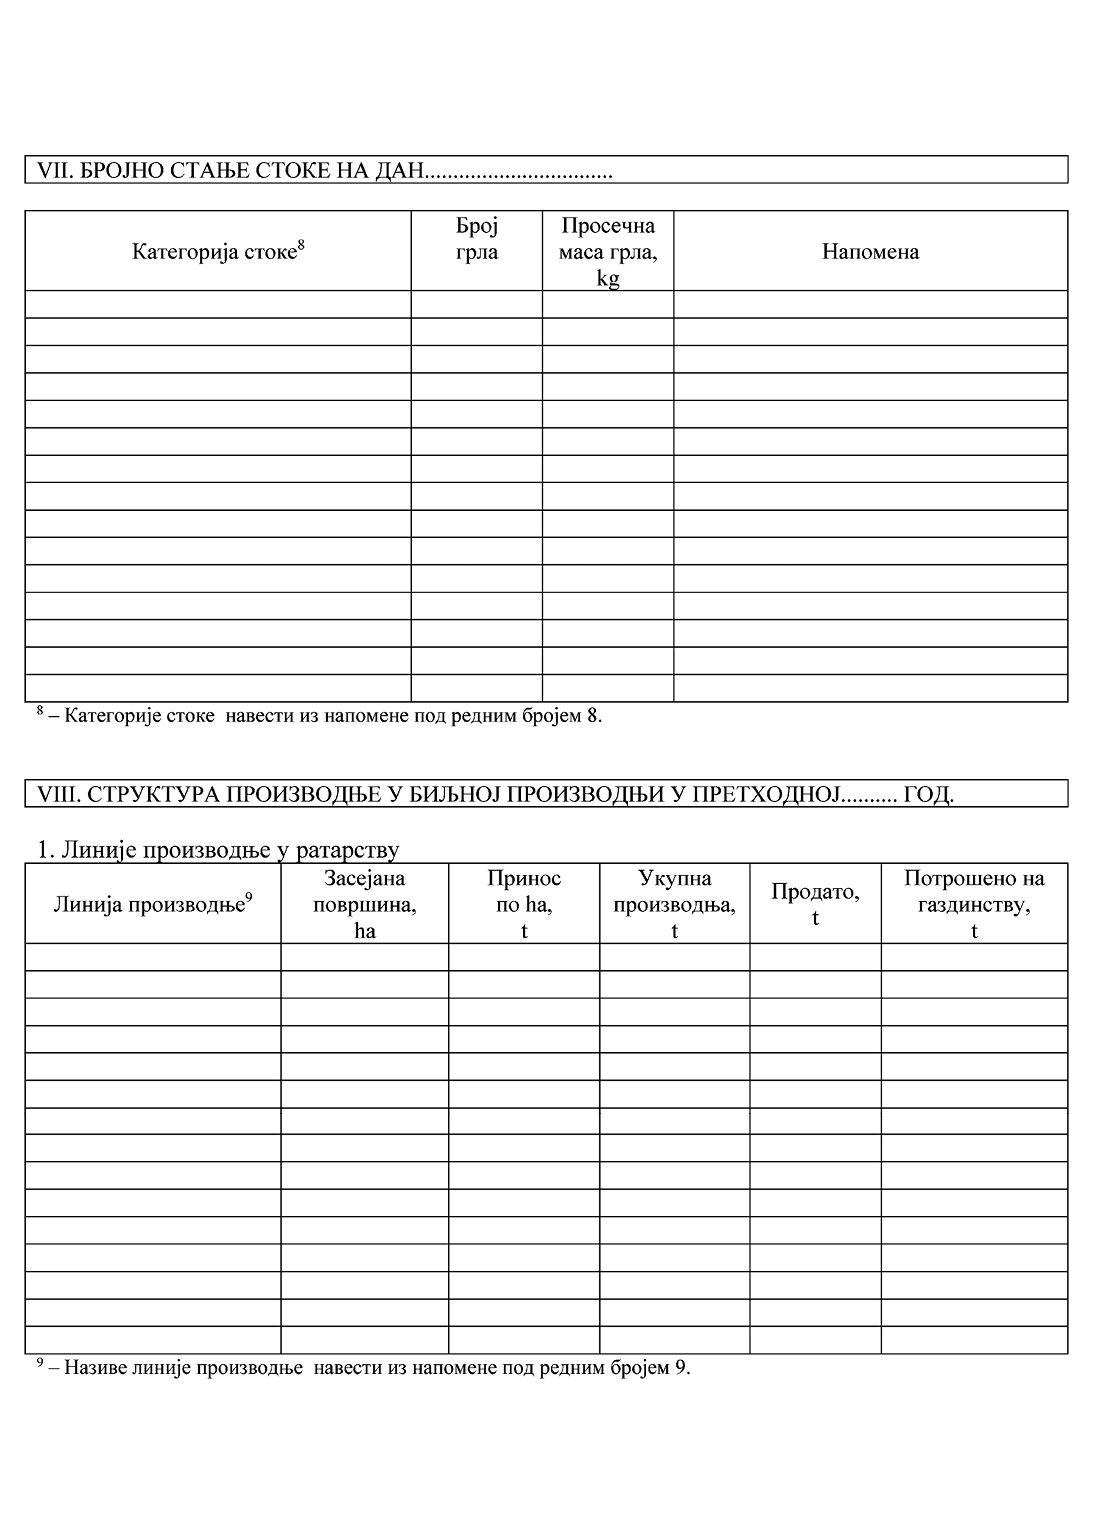 VII. БРОЈНО СТАЊЕ СТОКЕ НА ДАН.................................
Категорија стоке⁸
Број
грла
Просечна
маса грла,
kg
Напомена
⁸ – Категорије стоке  навести из напомене под редним бројем 8.
VIII. СТРУКТУРА ПРОИЗВОДЊЕ У БИЉНОЈ ПРОИЗВОДЊИ У ПРЕТХОДНОЈ.......... ГОД.
1. Линије производње у ратарству
Линија производње⁹
Засејана
површина,
ha
Принос
по ha,
t
Укупна
производња,
t
Продато,
t
Потрошено на
газдинству,
t
⁹ – Називе линије производње  навести из напомене под редним бројем 9.